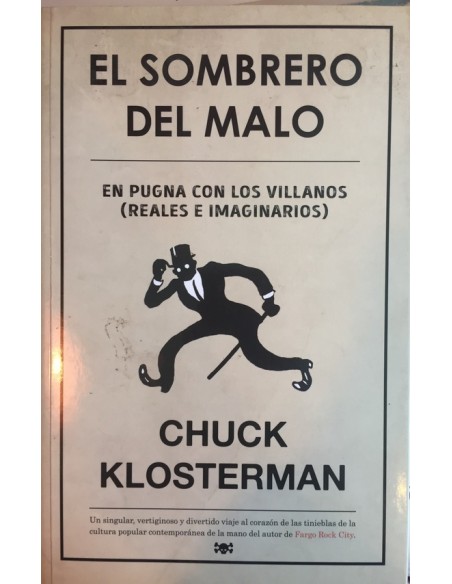 EL SOMBRERO
DEL MALO
EN PUGNA CON LOS VILLANOS
(REALES E IMAGINARIOS)
CHUCK
KLOSTERMAN
Un singular, vertiginoso y divertido viaje al corazón de las tinieblas de la
cultura popular contemporánea de la mano del autor de Fargo Rock City.